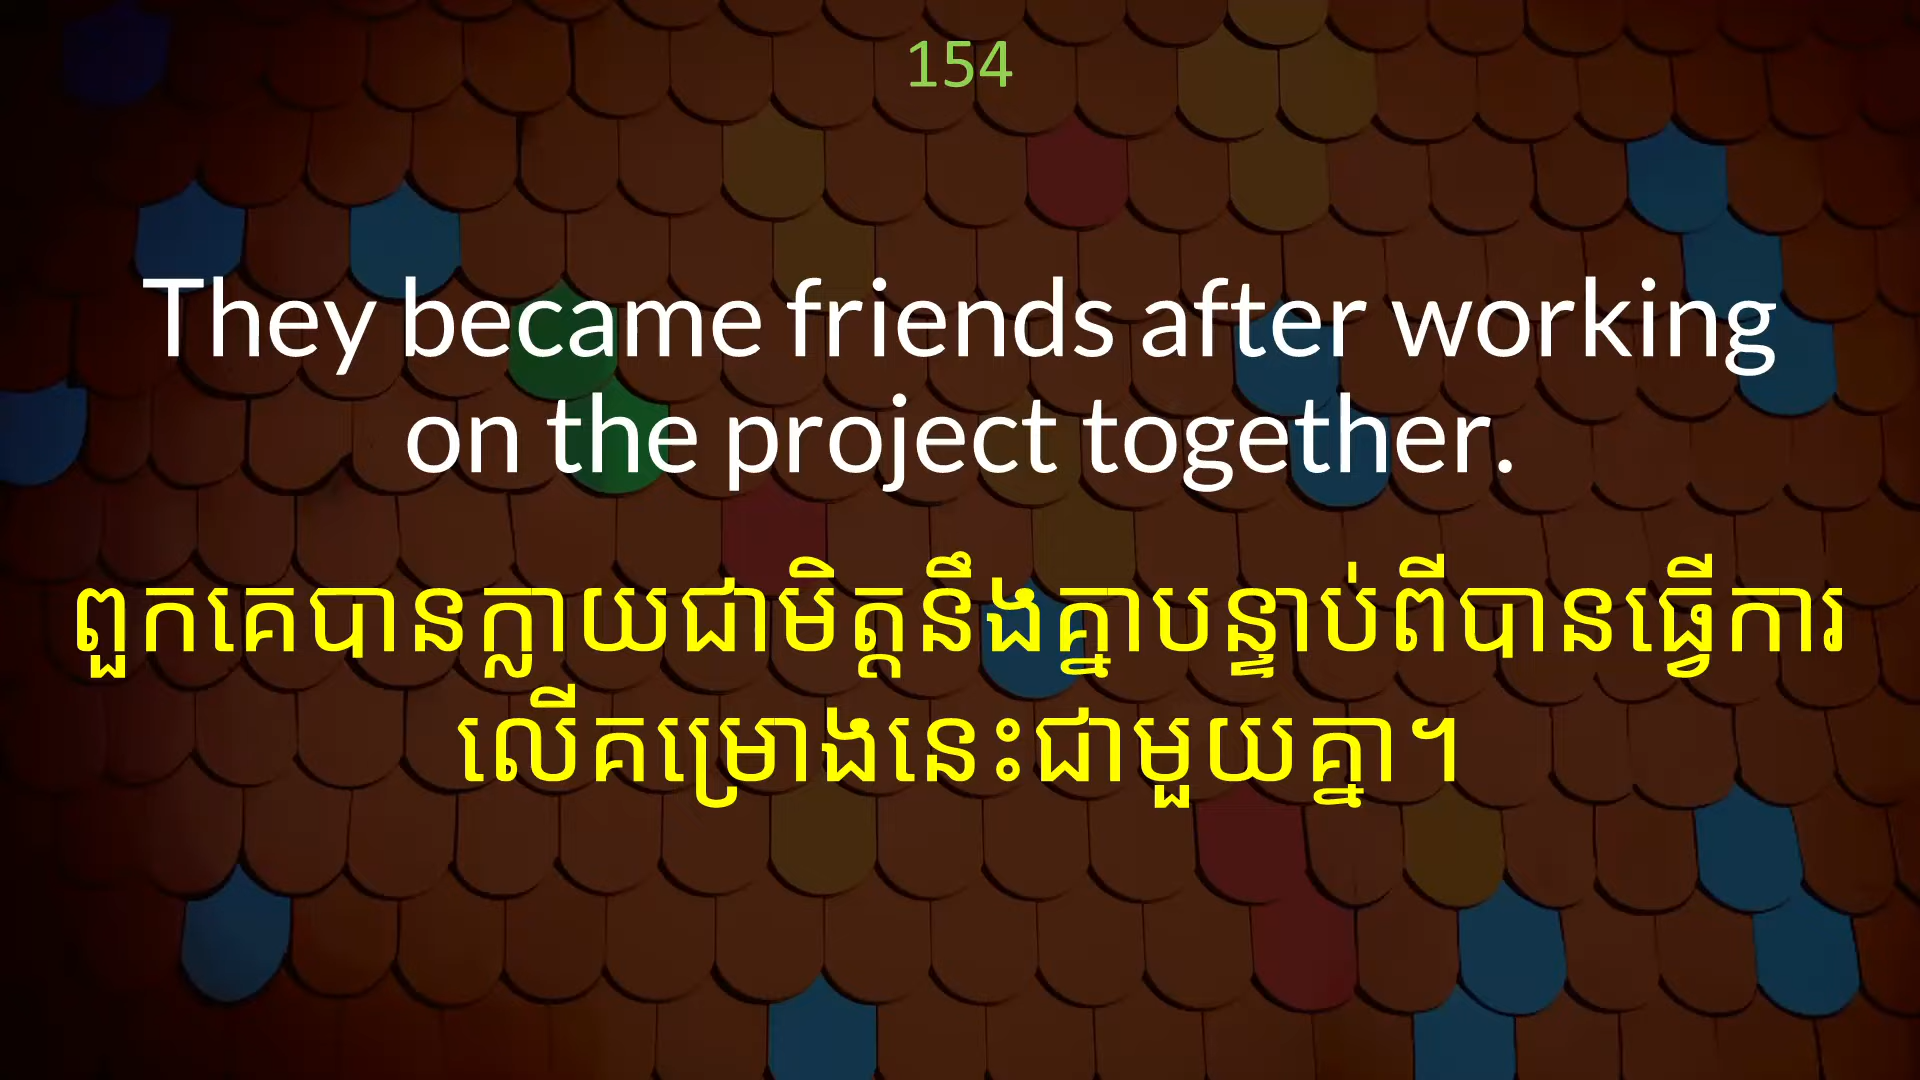 154
They became friends after working
on the project together.
ពួកគេបានក្លាយជាមិត្តនឹងគ្នាបន្ទាប់ពីបានធ្វើការ
លើគម្រោងនេះជាមួយគ្នា។